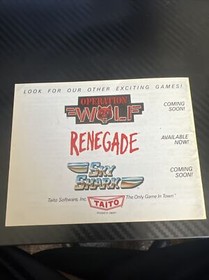 LOOK FOR OUR OTHER EXCITING GAMES!
OPERATION
WOLF
COMING
SOON!
RENEGADE
AVAILABLE
NOW!
SKY
SHARK
COMING
SOON!
Taito Software, Inc.
TAITO
"The Only Game In Town"